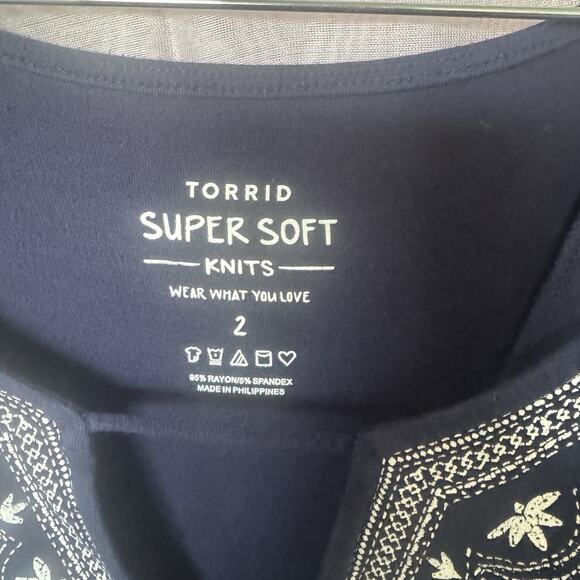 TORRID
SUPER SOFT
KNITS
WEAR WHAT YOU LOVE
2
95% RAYON/5% SPANDEX
MADE IN PHILIPPINES